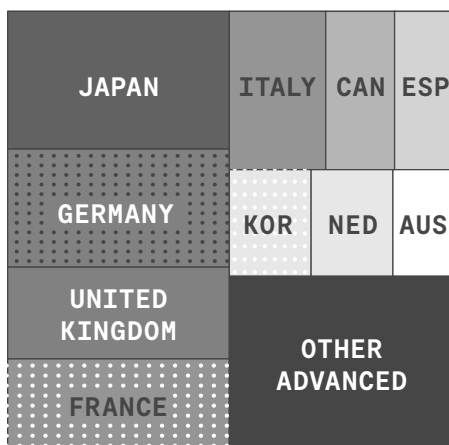 JAPAN
GERMANY
UNITED
KINGDOM
FRANCE
ITALY
CAN
ESP
KOR
NED
AUS
OTHER
ADVANCED